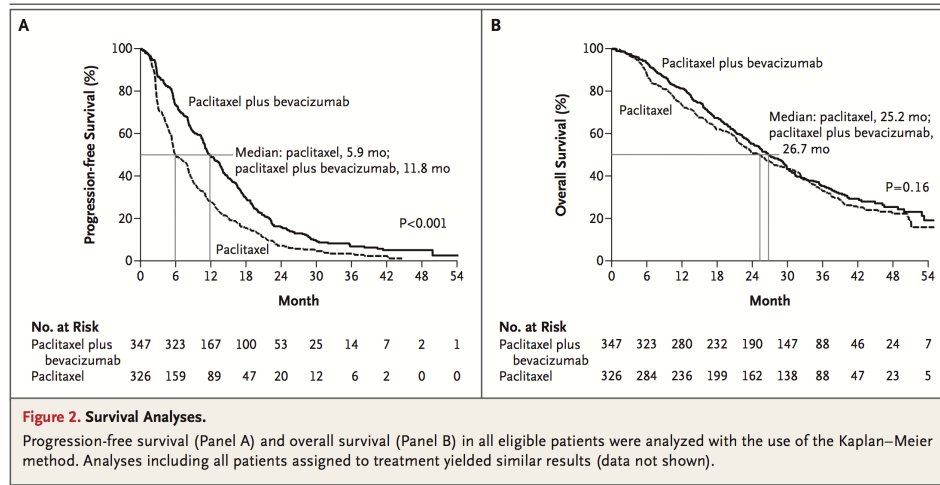 A
Progression-free Survival (%)
100
80
60
40
20
0
Paclitaxel plus bevacizumab
Median: paclitaxel, 5.9 mo;
paclitaxel plus bevacizumab, 11.8 mo
P<0.001
Paclitaxel
0 6 12 18 24 30 36 42 48 54
Month
No. at Risk
Paclitaxel plus 347 323 167 100 53 25 14 7 2 1
bevacizumab
Paclitaxel 326 159 89 47 20 12 6 2 0 0
B
Overall Survival (%)
100
80
60
40
20
0
Paclitaxel plus bevacizumab
Paclitaxel
Median: paclitaxel, 25.2 mo;
paclitaxel plus bevacizumab,
26.7 mo
P=0.16
0 6 12 18 24 30 36 42 48 54
Month
No. at Risk
Paclitaxel plus 347 323 280 232 190 147 88 46 24 7
bevacizumab
Paclitaxel 326 284 236 199 162 138 88 47 23 5
Figure 2. Survival Analyses.
Progression-free survival (Panel A) and overall survival (Panel B) in all eligible patients were analyzed with the use of the Kaplan–Meier
method. Analyses including all patients assigned to treatment yielded similar results (data not shown).